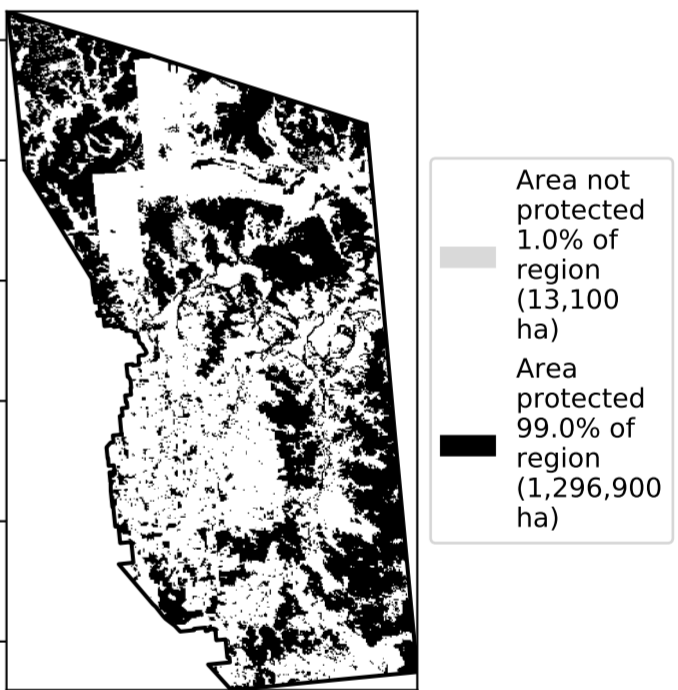 Area not
protected
1.0% of
region
(13,100
ha)
Area
protected
99.0% of
region
(1,296,900
ha)